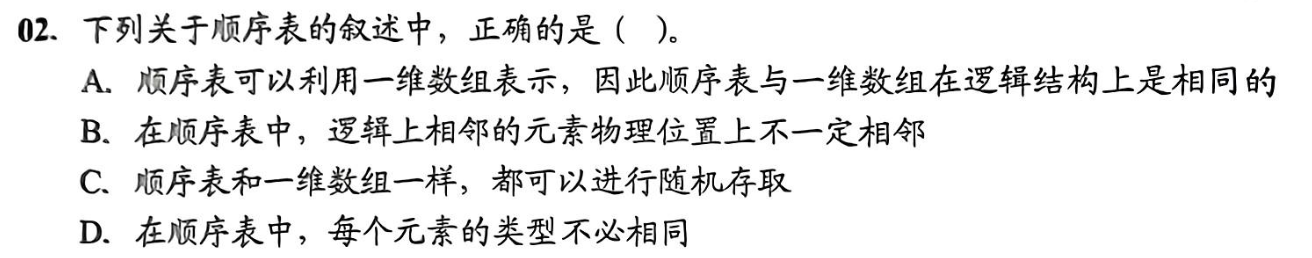 02. 下列关于顺序表的叙述中，正确的是（ ）。
A. 顺序表可以利用一维数组表示，因此顺序表与一维数组在逻辑结构上是相同的
B. 在顺序表中，逻辑上相邻的元素物理位置上不一定相邻
C. 顺序表和一维数组一样，都可以进行随机存取
D. 在顺序表中，每个元素的类型不必相同